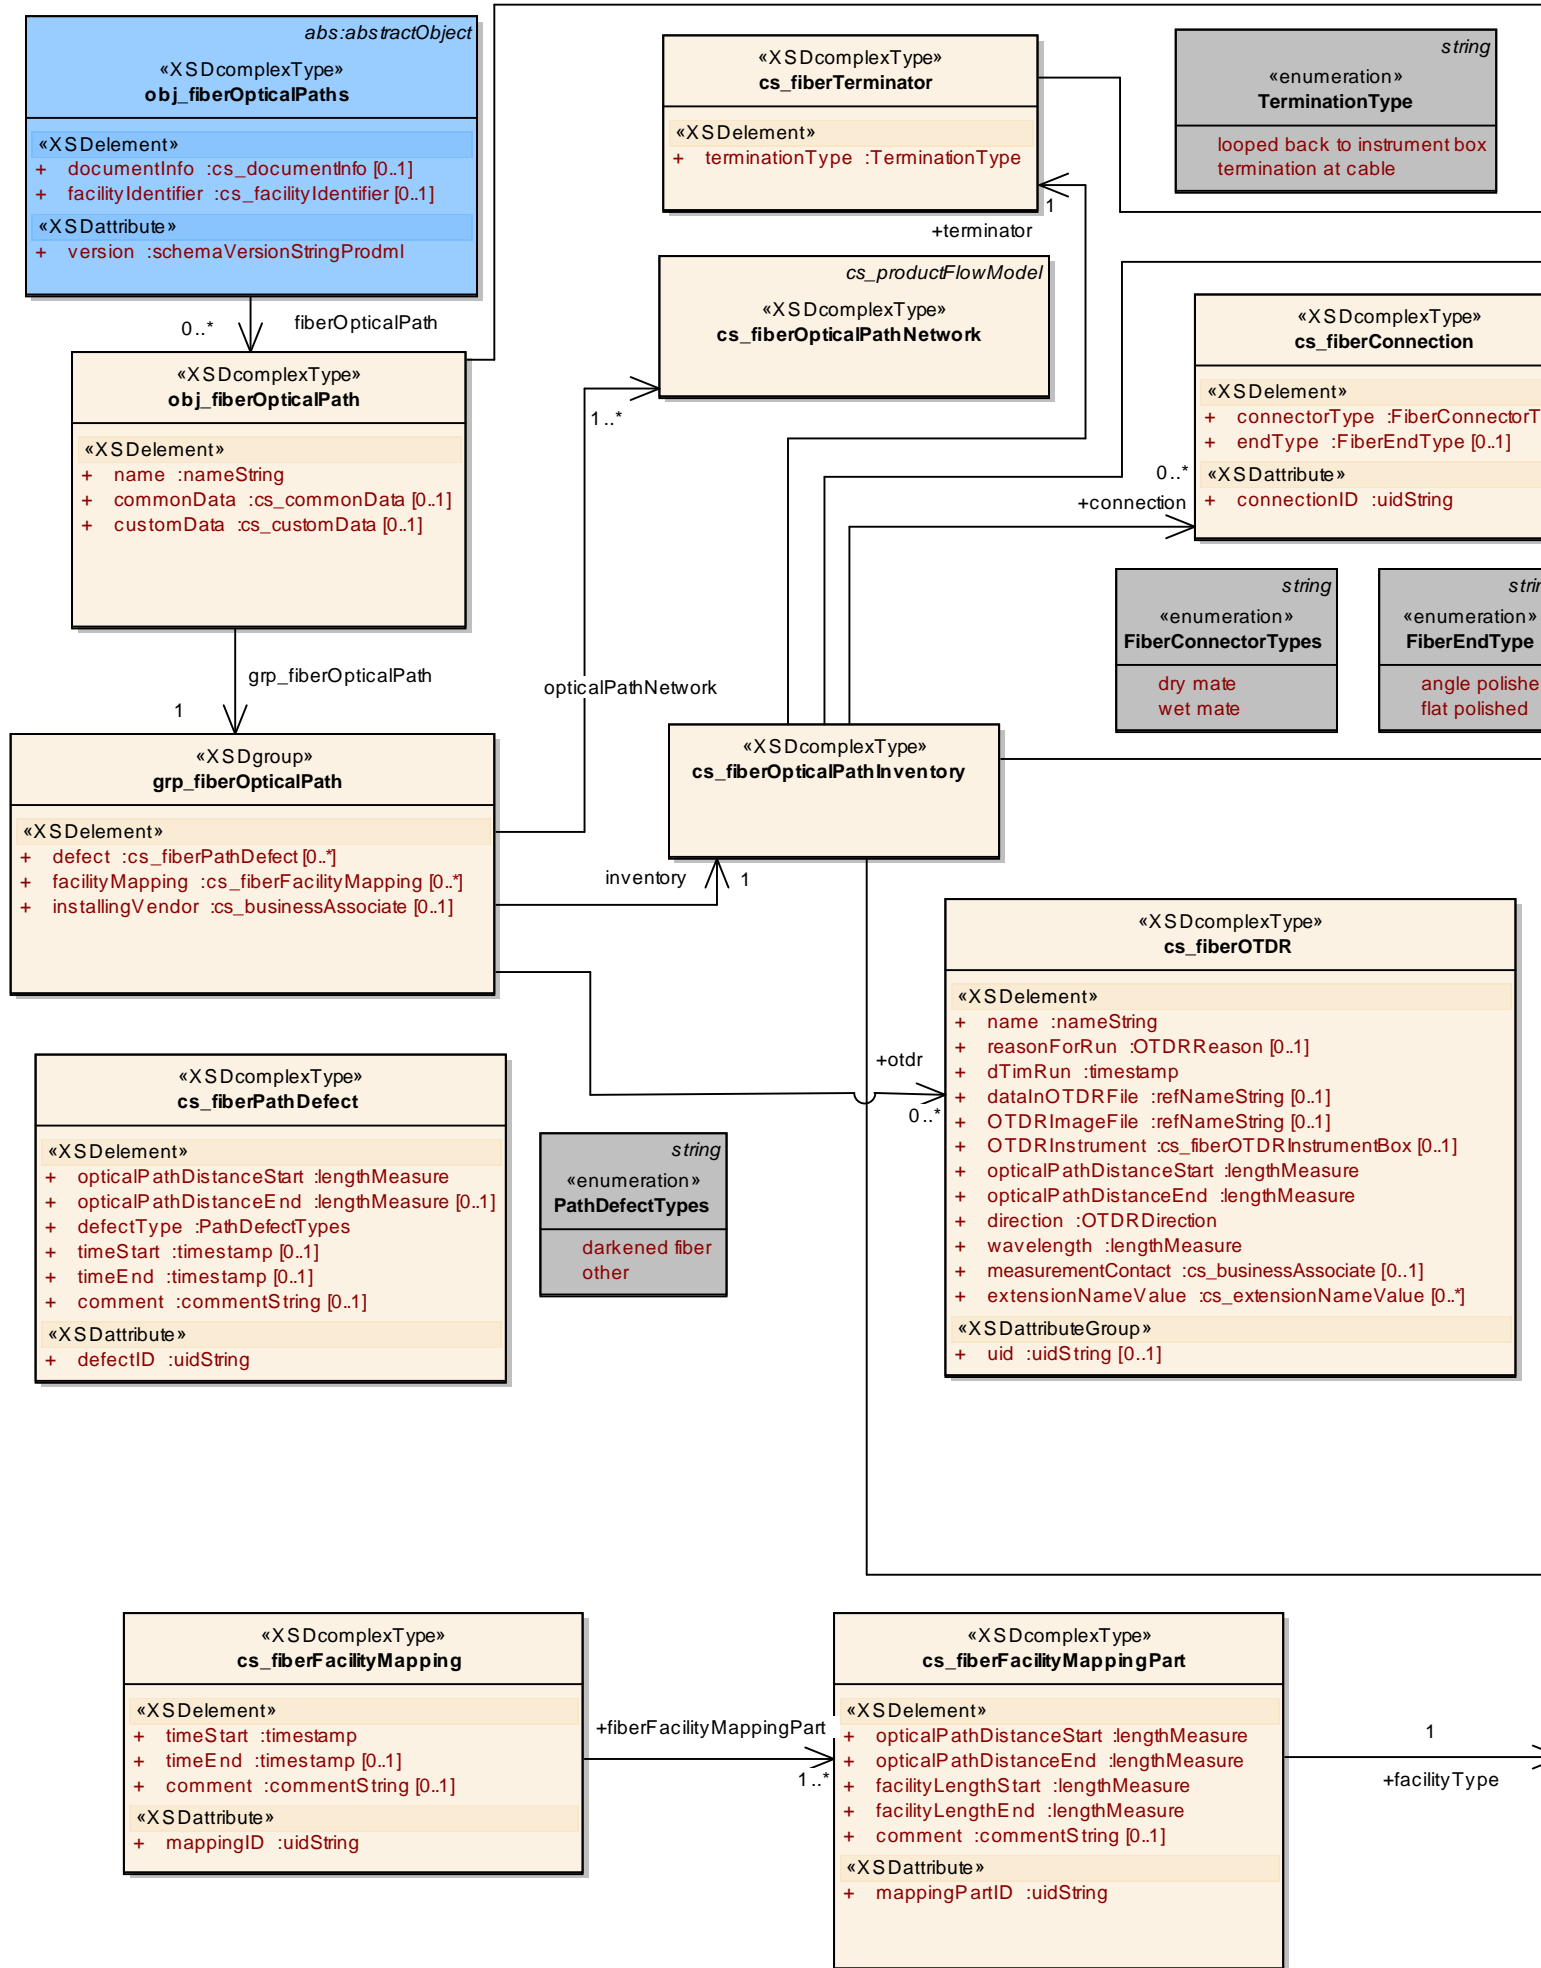 abs:abstractObject
«XSDcomplexType»
obj_fiberOpticalPaths
«XSDelement»
+ documentInfo :cs_documentInfo [0..1]
+ facilityIdentifier :cs_facilityIdentifier [0..1]
«XSDattribute»
+ version :schemaVersionStringProdml
0..*
fiberOpticalPath
«XSDcomplexType»
obj_fiberOpticalPath
«XSDelement»
+ name :nameString
+ commonData :cs_commonData [0..1]
+ customData :cs_customData [0..1]
grp_fiberOpticalPath
1
«XSDgroup»
grp_fiberOpticalPath
«XSDelement»
+ defect :cs_fiberPathDefect [0..*]
+ facilityMapping :cs_fiberFacilityMapping [0..*]
+ installingVendor :cs_businessAssociate [0..1]
«XSDcomplexType»
cs_fiberTerminator
«XSDelement»
+ terminationType :TerminationType
1
+terminator
string
«enumeration»
TerminationType
looped back to instrument box
termination at cable
cs_productFlowModel
«XSDcomplexType»
cs_fiberOpticalPathNetwork
1..*
opticalPathNetwork
«XSDcomplexType»
cs_fiberConnection
«XSDelement»
+ connectorType :FiberConnectorT
+ endType :FiberEndType [0..1]
«XSDattribute»
+ connectionID :uidString
0..*
+connection
string
«enumeration»
FiberConnectorTypes
dry mate
wet mate
strin
«enumeration»
FiberEndType
angle polishe
flat polished
«XSDcomplexType»
cs_fiberOpticalPathInventory
inventory
1
«XSDcomplexType»
cs_fiberOTDR
«XSDelement»
+ name :nameString
+ reasonForRun :OTDRReason [0..1]
+ dTimRun :timestamp
+ dataInOTDRFile :refNameString [0..1]
+ OTDRImageFile :refNameString [0..1]
+ OTDRInstrument :cs_fiberOTDRInstrumentBox [0..1]
+ opticalPathDistanceStart :lengthMeasure
+ opticalPathDistanceEnd :lengthMeasure
+ direction :OTDRDirection
+ wavelength :lengthMeasure
+ measurementContact :cs_businessAssociate [0..1]
+ extensionNameValue :cs_extensionNameValue [0..*]
«XSDattributeGroup»
+ uid :uidString [0..1]
+otdr
0..*
«XSDcomplexType»
cs_fiberPathDefect
«XSDelement»
+ opticalPathDistanceStart :lengthMeasure
+ opticalPathDistanceEnd :lengthMeasure [0..1]
+ defectType :PathDefectTypes
+ timeStart :timestamp [0..1]
+ timeEnd :timestamp [0..1]
+ comment :commentString [0..1]
«XSDattribute»
+ defectID :uidString
string
«enumeration»
PathDefectTypes
darkened fiber
other
«XSDcomplexType»
cs_fiberFacilityMapping
«XSDelement»
+ timeStart :timestamp
+ timeEnd :timestamp [0..1]
+ comment :commentString [0..1]
«XSDattribute»
+ mappingID :uidString
+fiberFacilityMappingPart
1..*
«XSDcomplexType»
cs_fiberFacilityMappingPart
«XSDelement»
+ opticalPathDistanceStart :lengthMeasure
+ opticalPathDistanceEnd :lengthMeasure
+ facilityLengthStart :lengthMeasure
+ facilityLengthEnd :lengthMeasure
+ comment :commentString [0..1]
«XSDattribute»
+ mappingPartID :uidString
1
+facilityType